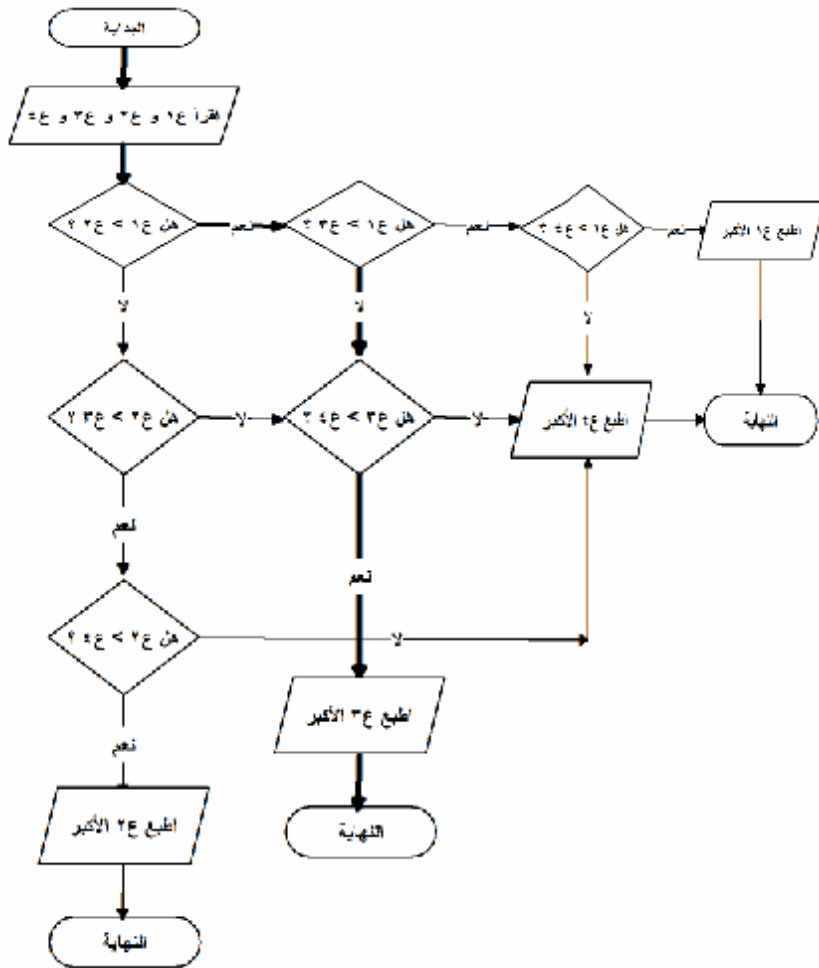 البداية
اقرأ ع١ و ع٢ و ع٣ و ع٤
هل ع١ > ع٢ ؟
نعم
هل ع١ > ع٣ ؟
نعم
هل ع١ > ع٤ ؟
نعم
اطبع ع١ الأكبر
لا
لا
لا
هل ع٢ > ع٣ ؟
لا
هل ع٣ > ع٤ ؟
لا
اطبع ع٤ الأكبر
النهاية
نعم
نعم
هل ع٢ > ع٤ ؟
لا
اطبع ع٣ الأكبر
نعم
اطبع ع٢ الأكبر
النهاية
النهاية